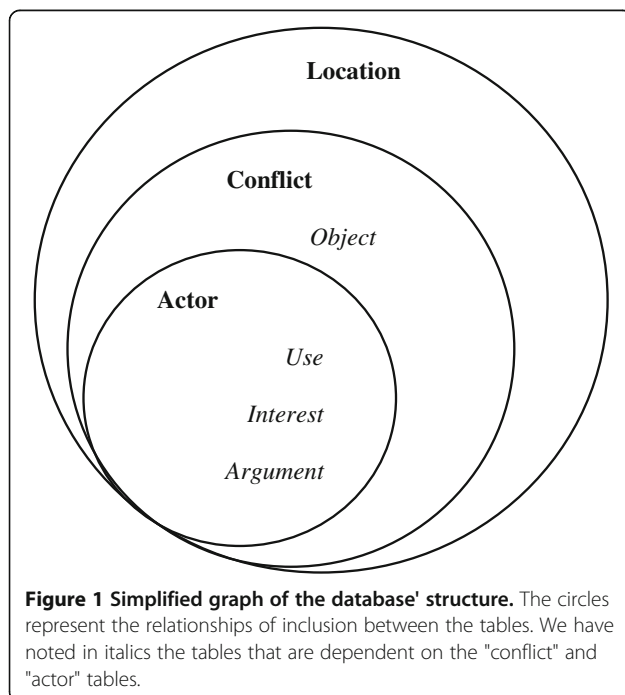 Location
Conflict
Object
Actor
Use
Interest
Argument
Figure 1 Simplified graph of the database' structure. The circles
represent the relationships of inclusion between the tables. We have
noted in italics the tables that are dependent on the "conflict" and
"actor" tables.